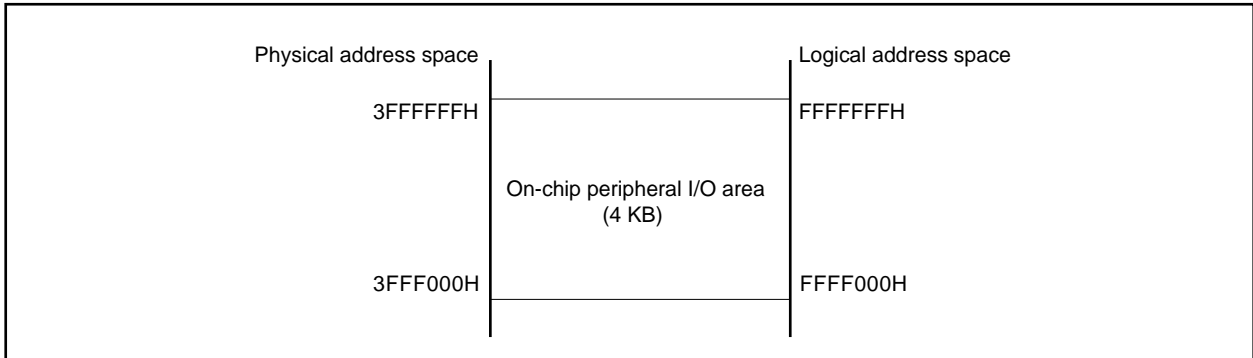 Physical address space
Logical address space
3FFFFFFH
FFFFFFFH
On-chip peripheral I/O area
(4 KB)
3FFF000H
FFFF000H